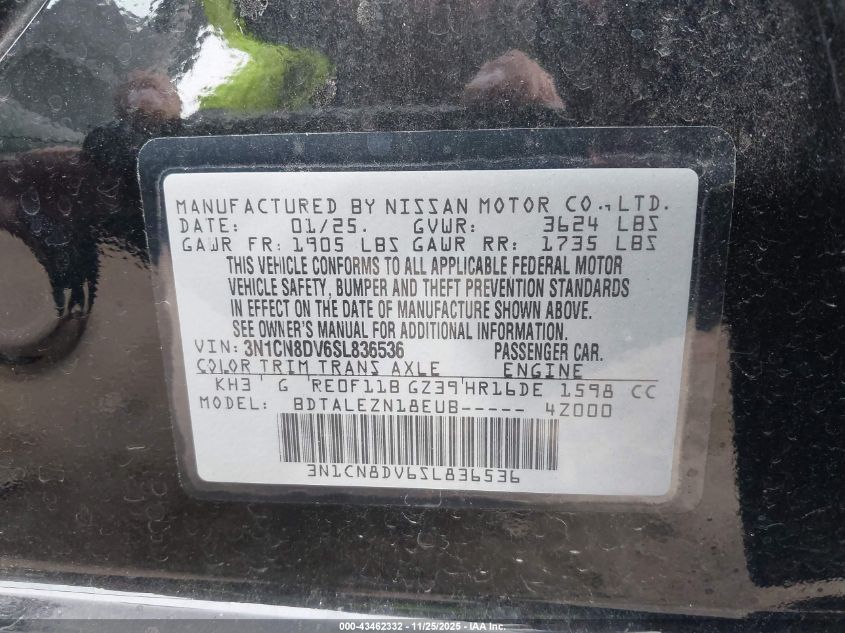 MANUFACTURED BY NISSAN MOTOR CO., LTD.
DATE: 01/25. GVWR: 3624 LBS
GAWR FR: 1905 LBS GAWR RR: 1735 LBS
THIS VEHICLE CONFORMS TO ALL APPLICABLE FEDERAL MOTOR
VEHICLE SAFETY, BUMPER AND THEFT PREVENTION STANDARDS
IN EFFECT ON THE DATE OF MANUFACTURE SHOWN ABOVE.
SEE OWNER'S MANUAL FOR ADDITIONAL INFORMATION.
VIN: 3N1CN8DV6SL836536 PASSENGER CAR.
COLOR TRIM TRANS AXLE ENGINE
KH3 G RE0F11B GZ39 HR16DE 1598 CC
MODEL: BDTALEZN18EUB----- 4Z000
3N1CN8DV6SL836536
000-43462332 - 11/25/2025 - IAA Inc.